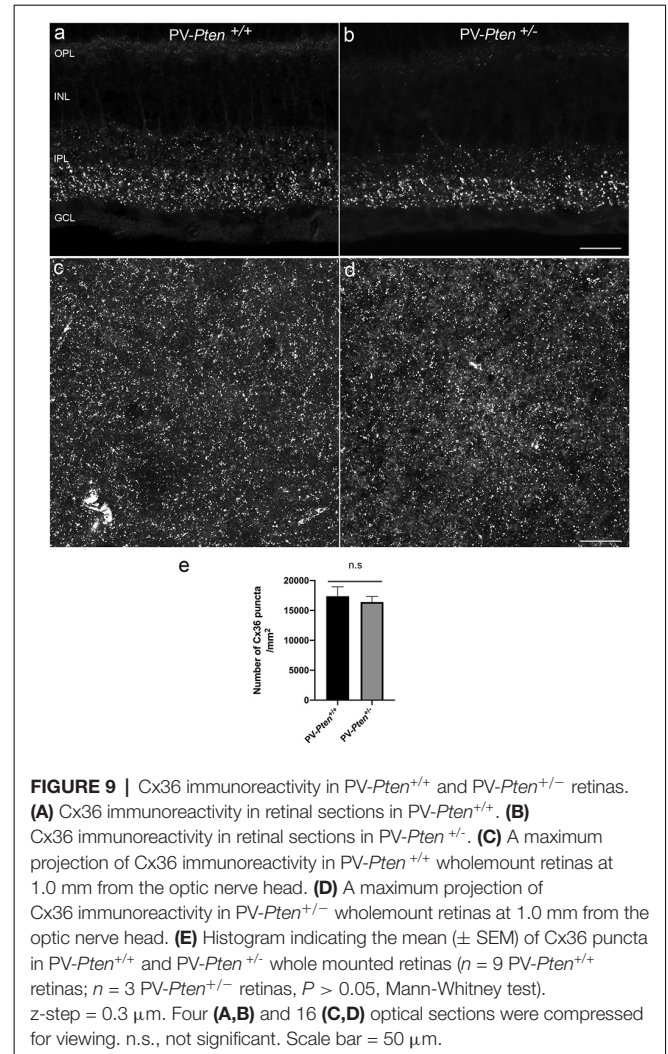 a
PV-Pten +/+
b
PV-Pten +/-
OPL
INL
IPL
GCL
c
d
e
n.s
20000
15000
10000
5000
0
Number of Cx36 puncta
/mm2
PV-Pten+/+
PV-Pten+/-
FIGURE 9 | Cx36 immunoreactivity in PV-Pten+/+ and PV-Pten+/− retinas.
(A) Cx36 immunoreactivity in retinal sections in PV-Pten+/+. (B)
Cx36 immunoreactivity in retinal sections in PV-Pten +/-. (C) A maximum
projection of Cx36 immunoreactivity in PV-Pten +/+ wholemount retinas at
1.0 mm from the optic nerve head. (D) A maximum projection of
Cx36 immunoreactivity in PV-Pten+/− wholemount retinas at 1.0 mm from the
optic nerve head. (E) Histogram indicating the mean (± SEM) of Cx36 puncta
in PV-Pten+/+ and PV-Pten +/- whole mounted retinas (n = 9 PV-Pten+/+
retinas; n = 3 PV-Pten+/− retinas, P > 0.05, Mann-Whitney test).
z-step = 0.3 μm. Four (A,B) and 16 (C,D) optical sections were compressed
for viewing. n.s., not significant. Scale bar = 50 μm.